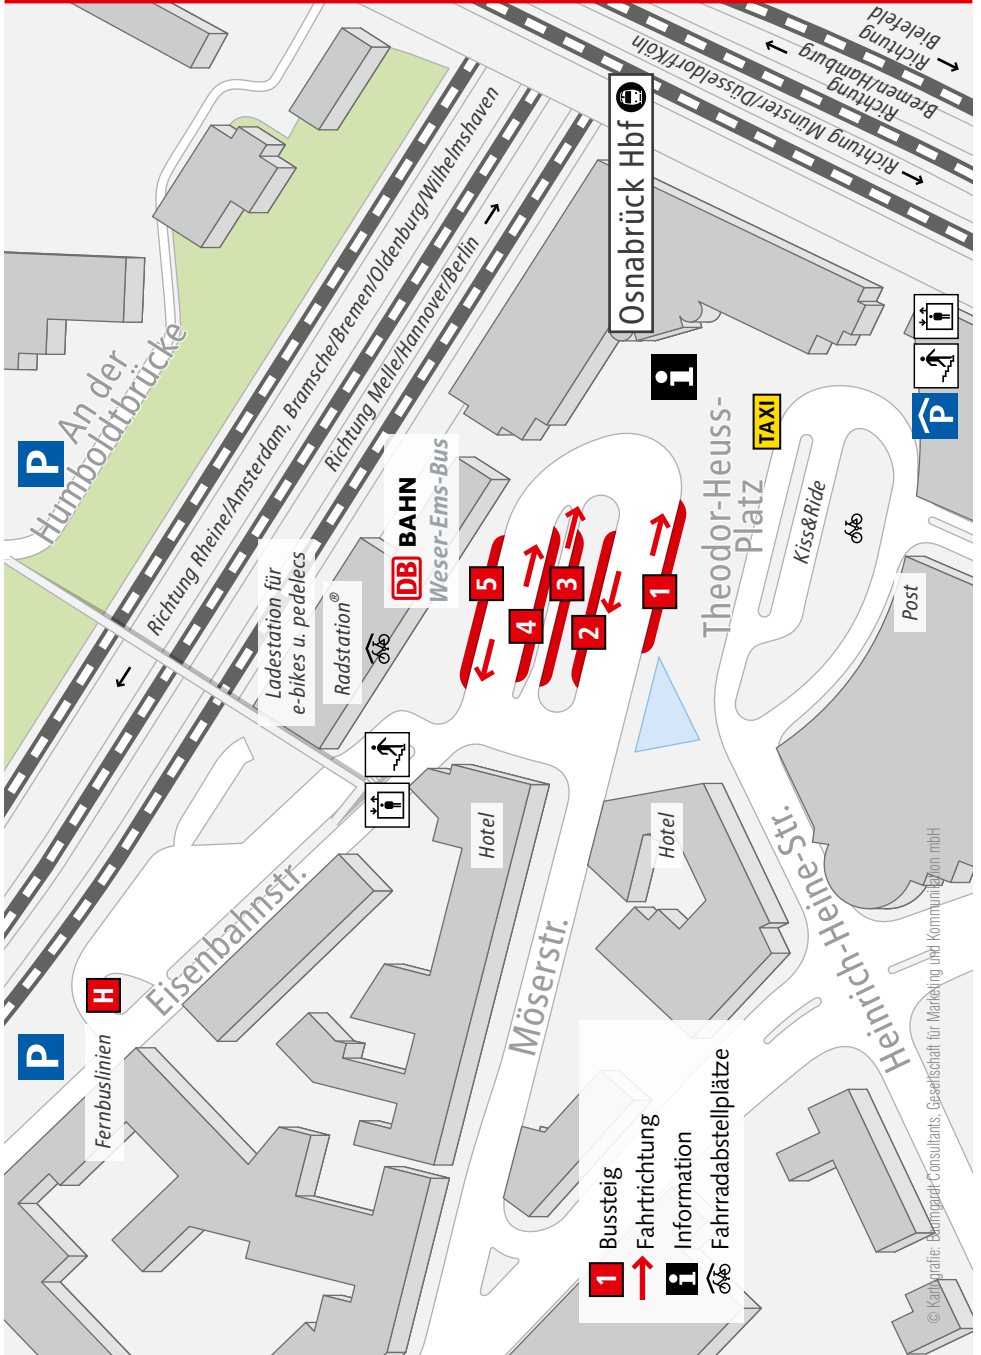 Richtung
Bielefeld
Richtung
Bremen/Hamburg
Richtung Münster/Düsseldorf/Köln
Osnabrück Hbf
An der
Humboldtbrücke
P
Richtung Rheine/Amsterdam, Bramsche/Bremen/Oldenburg/Wilhelmshaven
Richtung Melle/Hannover/Berlin
Ladestation für
e-bikes u. pedelecs
Radstation®
DB BAHN
Weser-Ems-Bus
5
4
3
2
1
i
Theodor-Heuss-
Platz
TAXI
Kiss&Ride
P
Post
Hotel
Hotel
Eisenbahnstr.
Möserstr.
Heinrich-Heine-Str.
H
Fernbuslinien
P
1 Bussteig
Fahrtrichtung
i Information
Fahrradabstellplätze
© Kartografie: Baumgardt Consultants, Gesellschaft für Marketing und Kommunikation mbH